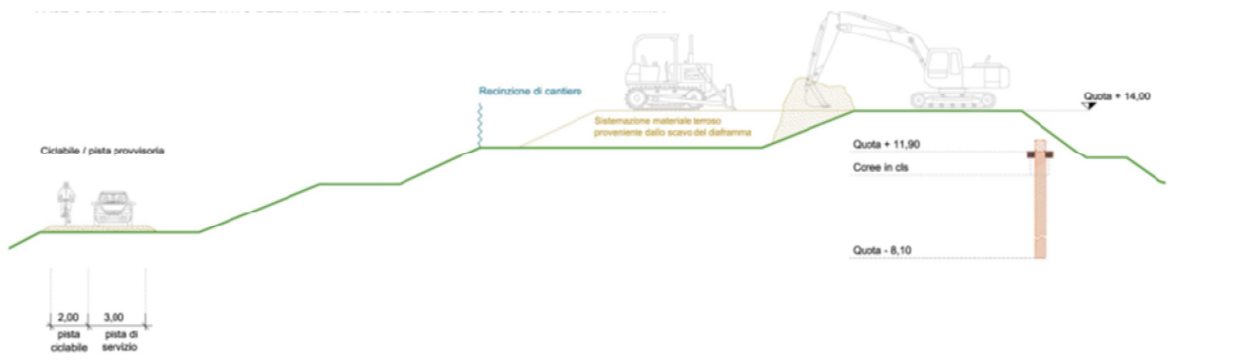 Recinzione di cantiere
Quota + 14,00
Sistemazione materiale terroso
proveniente dallo scavo del diaframma
Quota + 11,90
Ciclabile / pista provvisoria
Ccree in cls
Quota - 8,10
2,00 3,00
pista pista di
ciclabile servizio